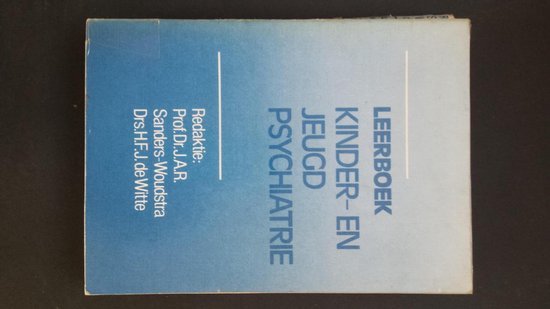 LEERBOEK
KINDER- EN
JEUGD
PSYCHIATRIE
Redaktie:
Prof.Dr.J.A.R.
Sanders-Woudstra
Drs.H.F.J. de Witte